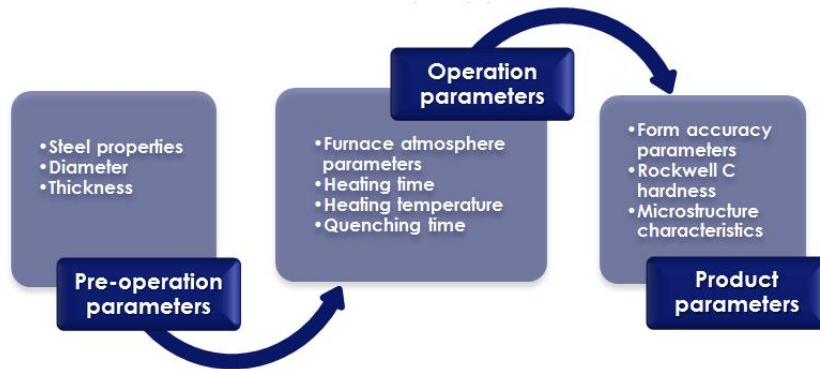 •Steel properties
•Diameter
•Thickness
Pre-operation
parameters
Operation
parameters
•Furnace atmosphere
parameters
•Heating time
•Heating temperature
•Quenching time
•Form accuracy
parameters
•Rockwell C
hardness
•Microstructure
characteristics
Product
parameters